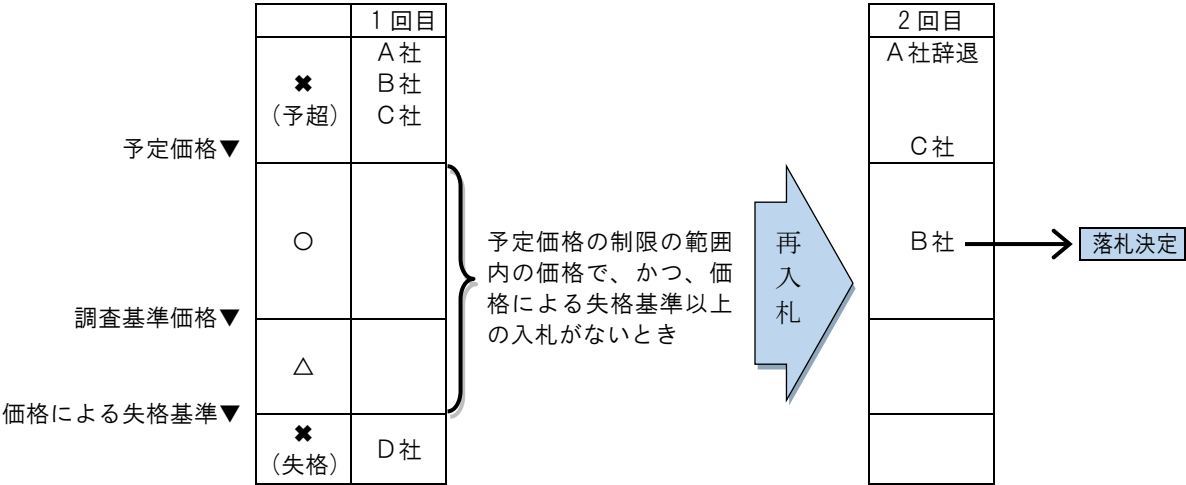 １回目
✖
（予超）
Ａ社
Ｂ社
Ｃ社
予定価格▼
○
調査基準価格▼
△
価格による失格基準▼
✖
（失格）
Ｄ社
予定価格の制限の範囲
内の価格で、かつ、価
格による失格基準以上
の入札がないとき
再
入
札
２回目
Ａ社辞退
Ｃ社
Ｂ社
落札決定